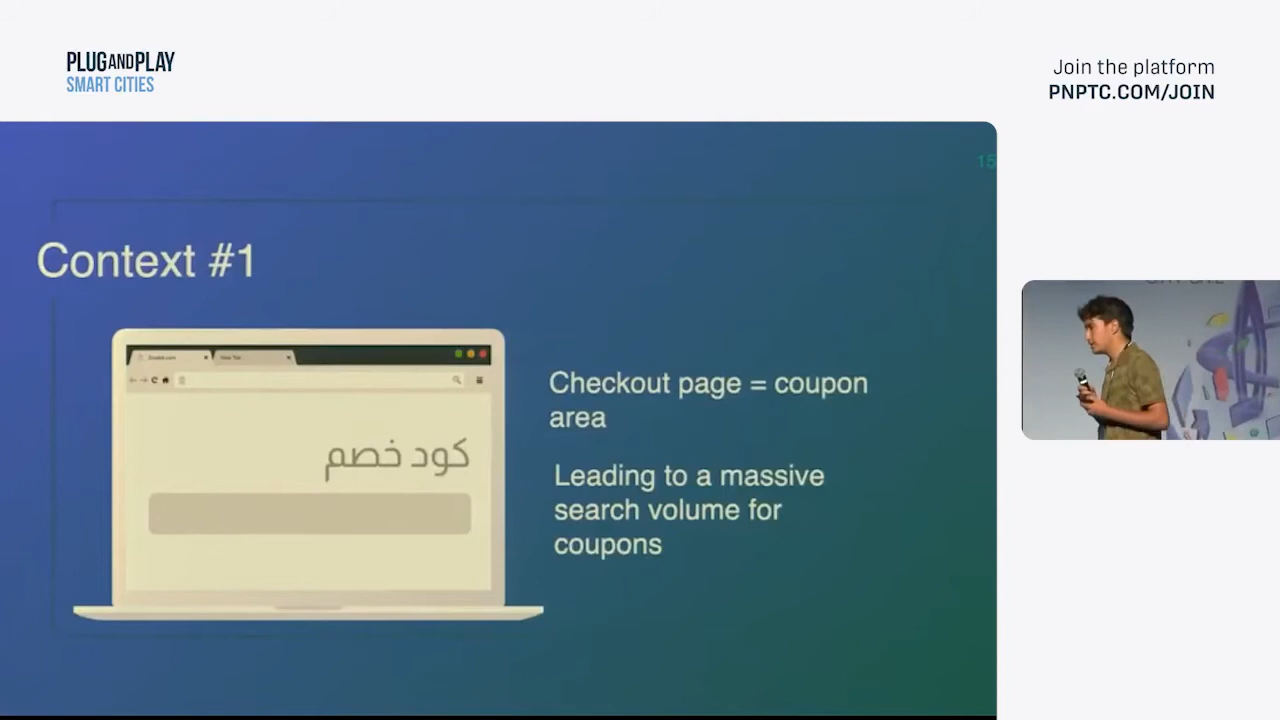 PLUGANDPLAY
SMART CITIES
Join the platform
PNPTC.COM/JOIN
15
Context #1
كود خصم
Checkout page = coupon
area
Leading to a massive
search volume for
coupons